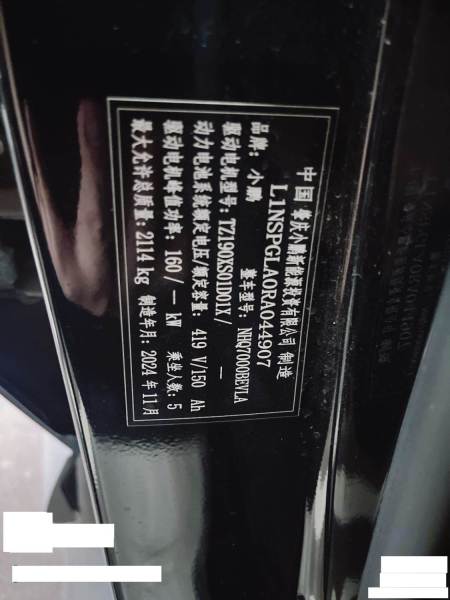 中国 肇庆小鹏新能源投资有限公司 制造
L1NSPGLA0RA044907
品牌：小鹏 整车型号：NHQ7000BEVLA
驱动电机型号：TZ190XS01D01X/ —
动力电池系统额定电压/额定容量：419 V/150 Ah
驱动电机峰值功率：160/— kW 乘坐人数：5
最大允许总质量：2114 kg 制造年月：2024 年 11 月